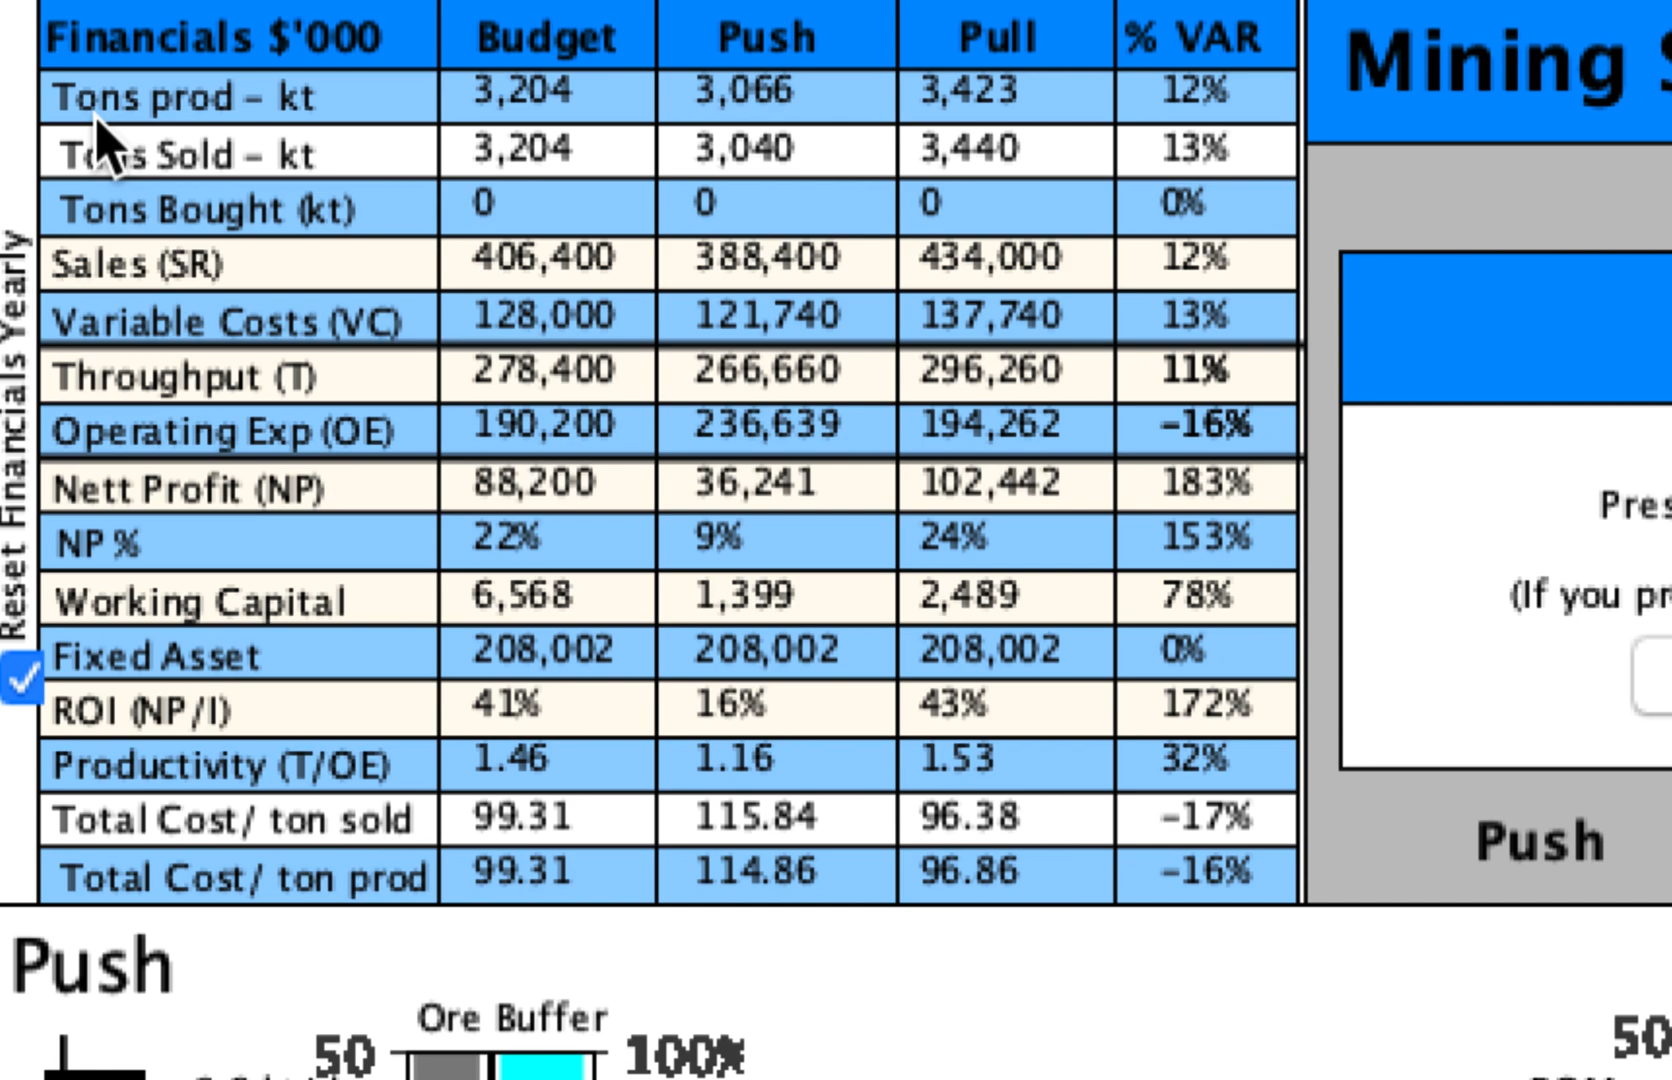 Financials $'000 Budget Push Pull % VAR
Tons prod – kt 3,204 3,066 3,423 12%
Tons Sold – kt 3,204 3,040 3,440 13%
Tons Bought (kt) 0 0 0 0%
Sales (SR) 406,400 388,400 434,000 12%
Variable Costs (VC) 128,000 121,740 137,740 13%
Throughput (T) 278,400 266,660 296,260 11%
Operating Exp (OE) 190,200 236,639 194,262 –16%
Nett Profit (NP) 88,200 36,241 102,442 183%
NP % 22% 9% 24% 153%
Working Capital 6,568 1,399 2,489 78%
Fixed Asset 208,002 208,002 208,002 0%
ROI (NP/I) 41% 16% 43% 172%
Productivity (T/OE) 1.46 1.16 1.53 32%
Total Cost/ ton sold 99.31 115.84 96.38 –17%
Total Cost/ ton prod 99.31 114.86 96.86 –16%
Reset Financials Yearly
Mining
(If you
Push
Push
Ore Buffer
50 100%
50